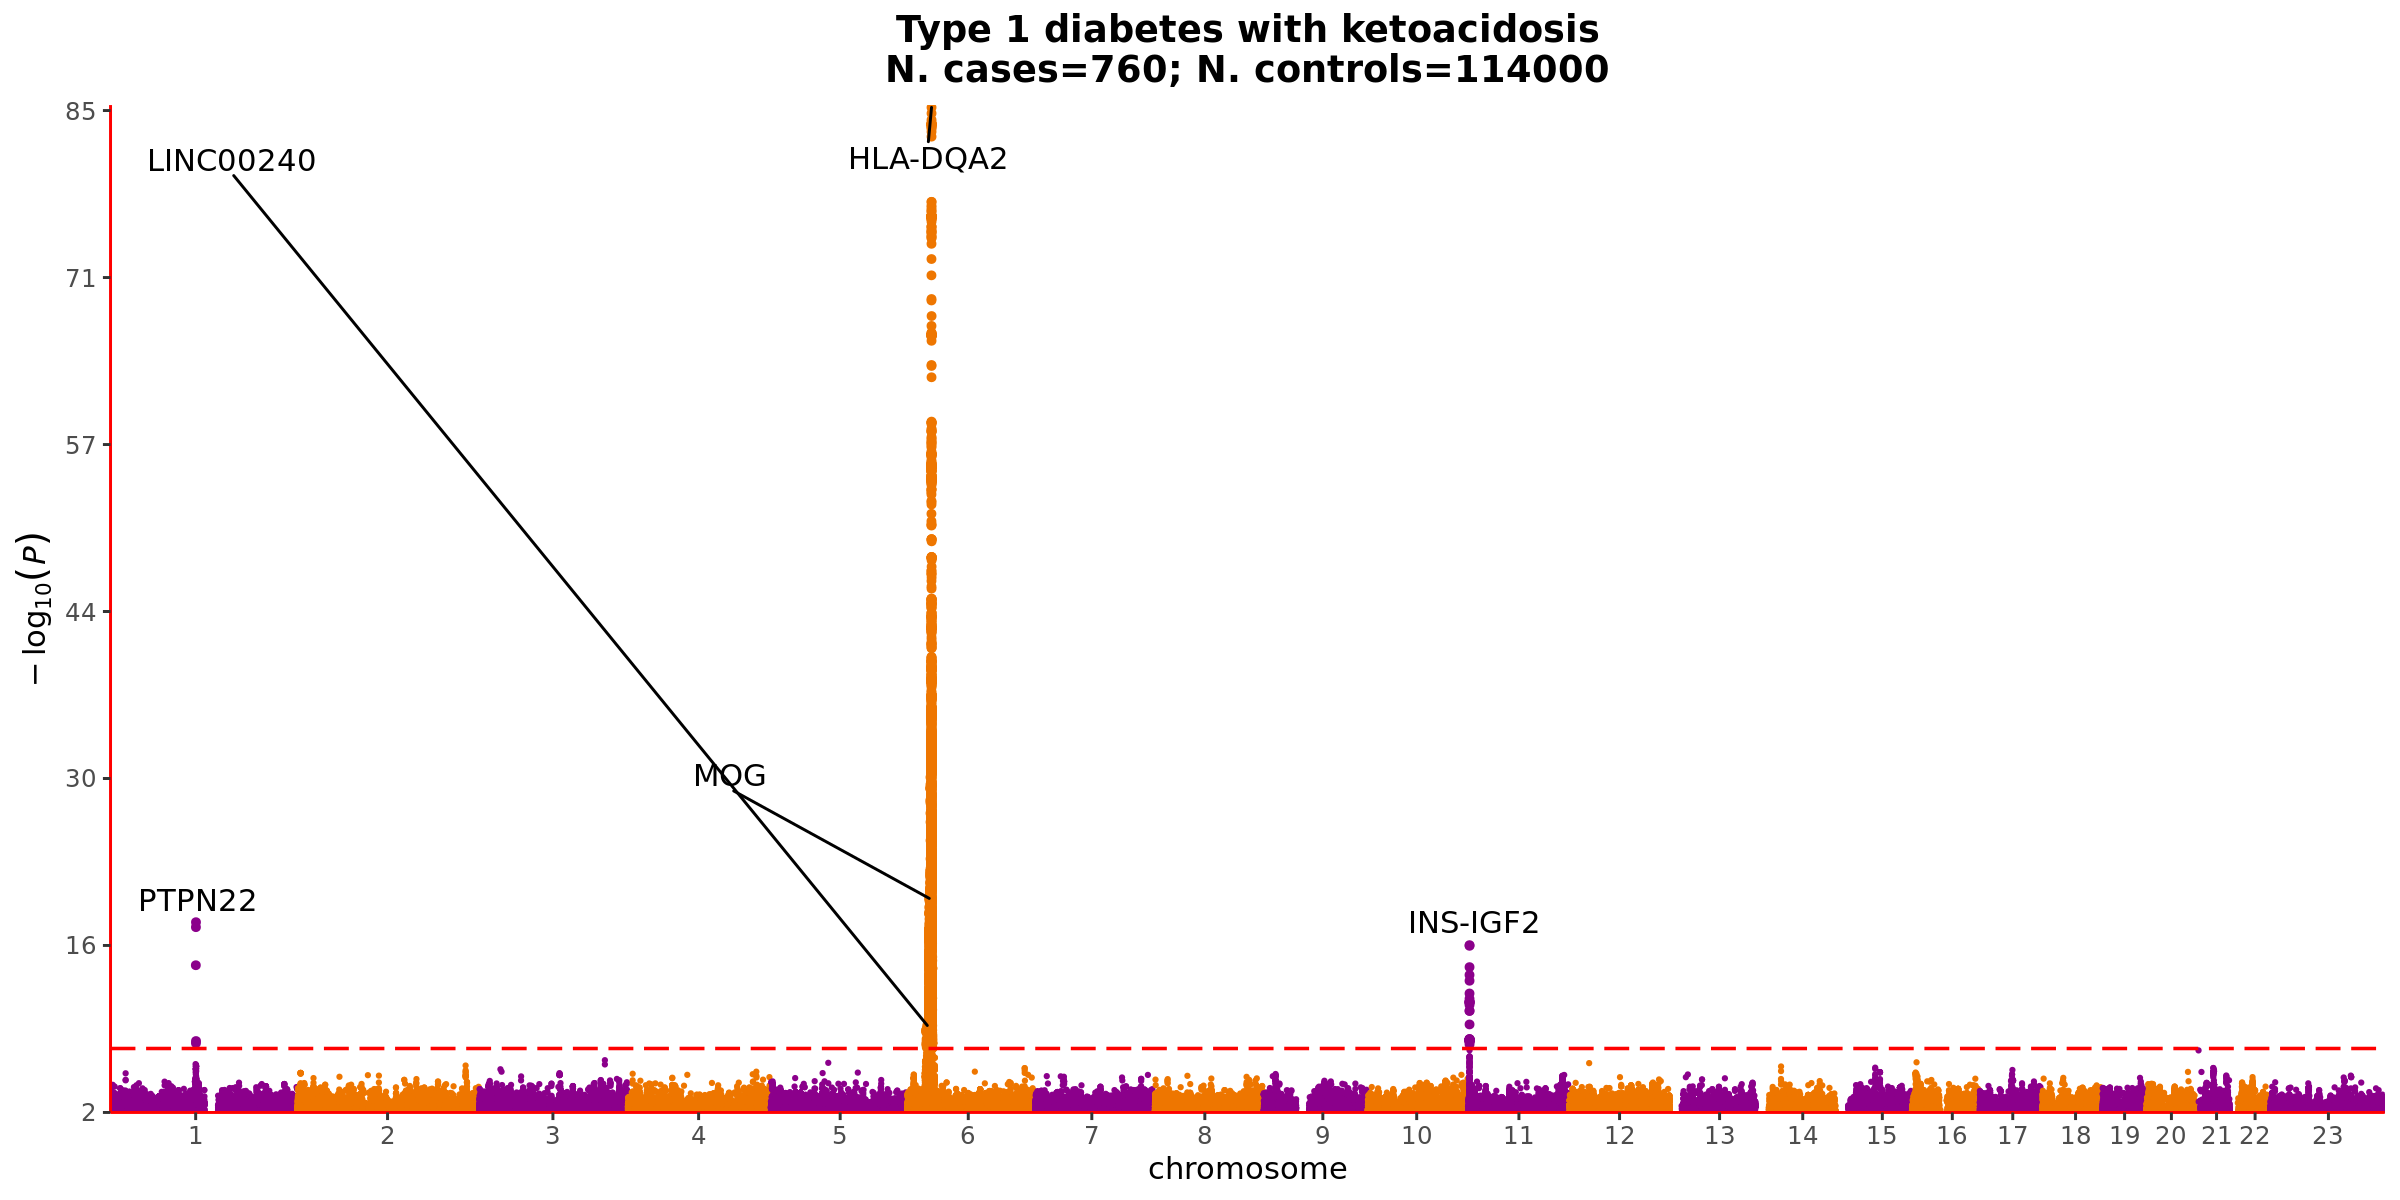 Type 1 diabetes with ketoacidosis
N. cases=760; N. controls=114000
85
LINC00240
HLA-DQA2
71
57
− log10(P)
44
30
MOG
PTPN22
INS-IGF2
16
2
1 2 3 4 5 6 7 8 9 10 11 12 13 14 15 16 17 18 19 20 21 22 23
chromosome